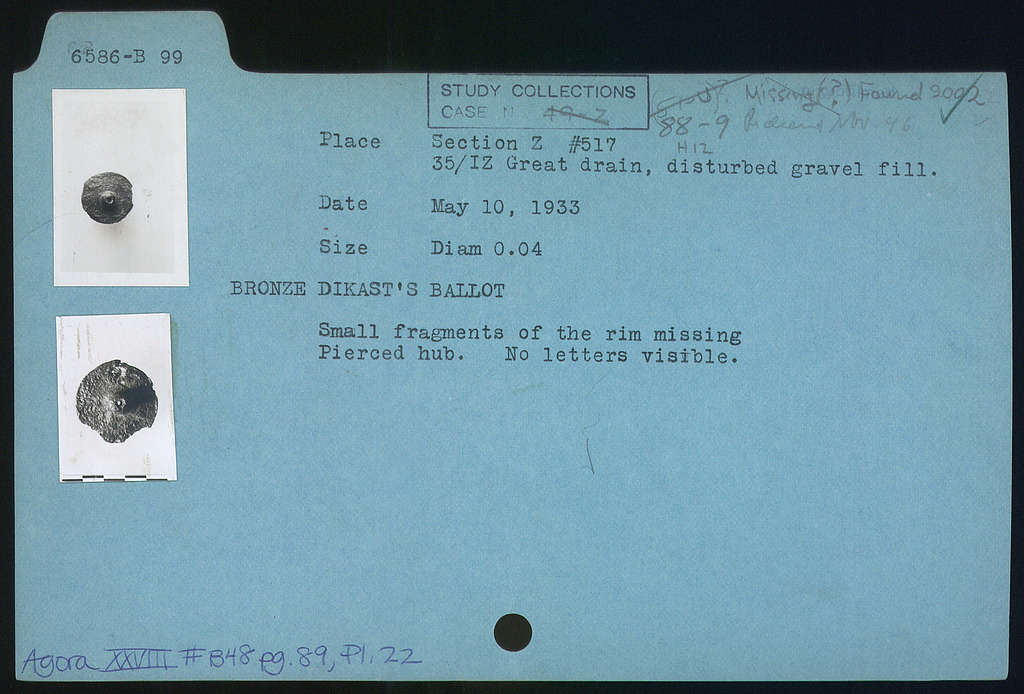 6586-B 99
STUDY COLLECTIONS
CASE N 49-Z
Missing(?) Found 2002
88-9
H12
Place Section Z #517
35/IZ Great drain, disturbed gravel fill.
Date May 10, 1933
Size Diam 0.04
BRONZE DIKAST'S BALLOT
Small fragments of the rim missing
Pierced hub. No letters visible.
Agora XXVIII #B48 pg. 89, Pl. 22